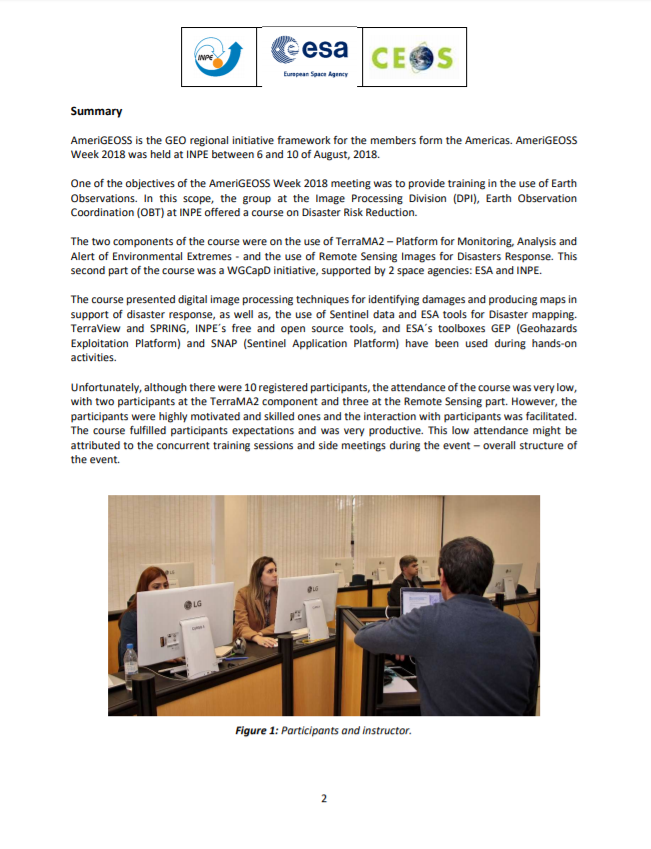 INPE
esa
European Space Agency
CEOS
Summary
AmeriGEOSS is the GEO regional initiative framework for the members form the Americas. AmeriGEOSS
Week 2018 was held at INPE between 6 and 10 of August, 2018.
One of the objectives of the AmeriGEOSS Week 2018 meeting was to provide training in the use of Earth
Observations. In this scope, the group at the Image Processing Division (DPI), Earth Observation
Coordination (OBT) at INPE offered a course on Disaster Risk Reduction.
The two components of the course were on the use of TerraMA2 – Platform for Monitoring, Analysis and
Alert of Environmental Extremes - and the use of Remote Sensing Images for Disasters Response. This
second part of the course was a WGCapD initiative, supported by 2 space agencies: ESA and INPE.
The course presented digital image processing techniques for identifying damages and producing maps in
support of disaster response, as well as, the use of Sentinel data and ESA tools for Disaster mapping.
TerraView and SPRING, INPE´s free and open source tools, and ESA´s toolboxes GEP (Geohazards
Exploitation Platform) and SNAP (Sentinel Application Platform) have been used during hands-on
activities.
Unfortunately, although there were 10 registered participants, the attendance of the course was very low,
with two participants at the TerraMA2 component and three at the Remote Sensing part. However, the
participants were highly motivated and skilled ones and the interaction with participants was facilitated.
The course fulfilled participants expectations and was very productive. This low attendance might be
attributed to the concurrent training sessions and side meetings during the event – overall structure of
the event.
LG
LG
Figure 1: Participants and instructor.
2